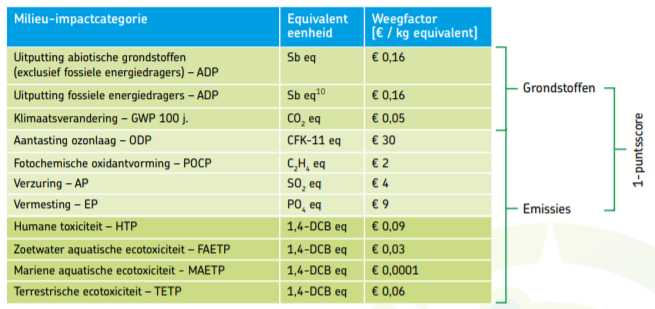 Milieu-impactcategorie Equivalent eenheid Weegfactor [€ / kg equivalent]
Uitputting abiotische grondstoffen (exclusief fossiele energiedragers) – ADP Sb eq € 0,16
Uitputting fossiele energiedragers – ADP Sb eq¹⁰ € 0,16
Klimaatsverandering – GWP 100 j. CO₂ eq € 0,05
Aantasting ozonlaag – ODP CFK-11 eq € 30
Fotochemische oxidantvorming – POCP C₂H₄ eq € 2
Verzuring – AP SO₂ eq € 4
Vermesting – EP PO₄ eq € 9
Humane toxiciteit – HTP 1,4-DCB eq € 0,09
Zoetwater aquatische ecotoxiciteit – FAETP 1,4-DCB eq € 0,03
Mariene aquatische ecotoxiciteit - MAETP 1,4-DCB eq € 0,0001
Terrestrische ecotoxiciteit – TETP 1,4-DCB eq € 0,06
Grondstoffen
Emissies
1-puntsscore